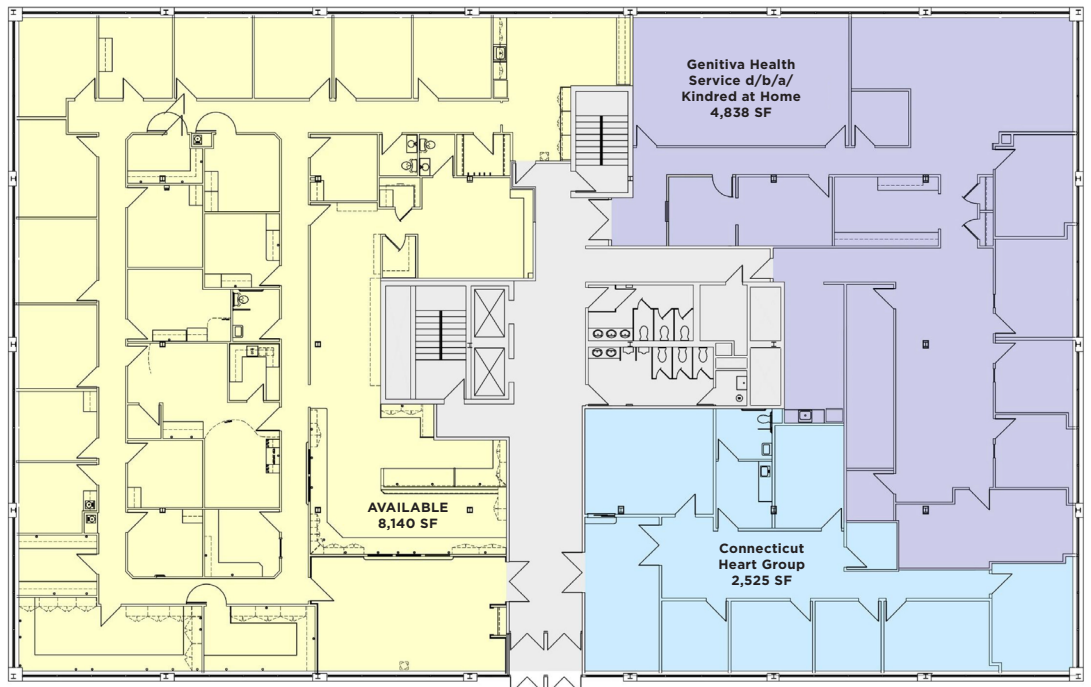 Genitiva Health
Service d/b/a/
Kindred at Home
4,838 SF
AVAILABLE
8,140 SF
Connecticut
Heart Group
2,525 SF